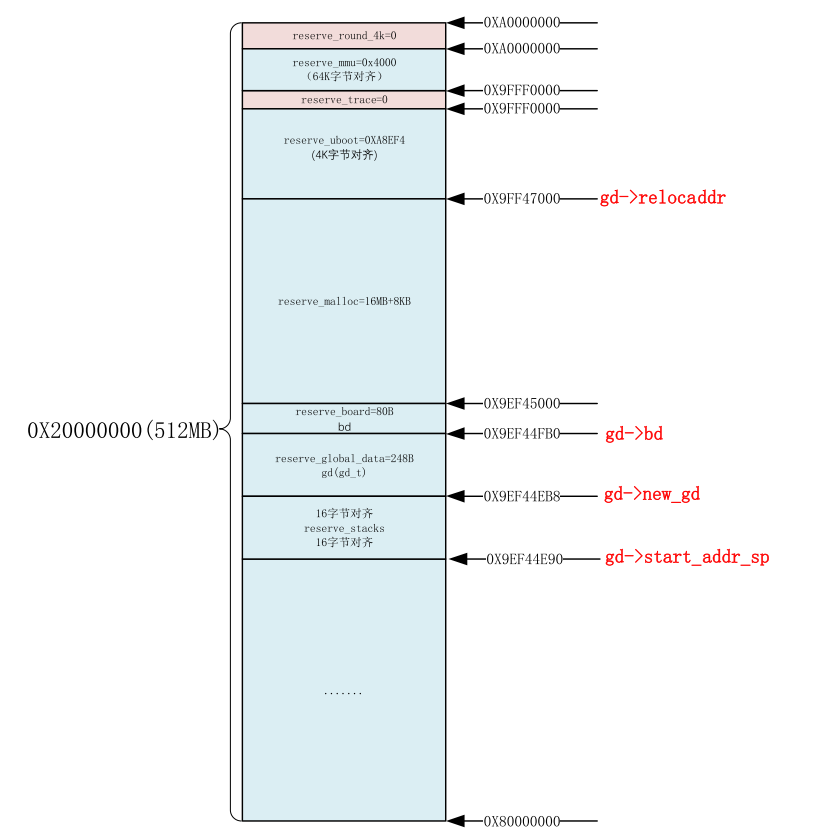 reserve_round_4k=0
0XA0000000
0XA0000000
reserve_mmu=0x4000
（64K字节对齐）
0X9FFF0000
reserve_trace=0
0X9FFF0000
reserve_uboot=0XA8EF4
(4K字节对齐)
0X9FF47000
gd->relocaddr
reserve_malloc=16MB+8KB
0X9EF45000
reserve_board=80B
bd
0X20000000(512MB)
0X9EF44FB0
gd->bd
reserve_global_data=248B
gd(gd_t)
0X9EF44EB8
gd->new_gd
16字节对齐
reserve_stacks
16字节对齐
0X9EF44E90
gd->start_addr_sp
.......
0X80000000